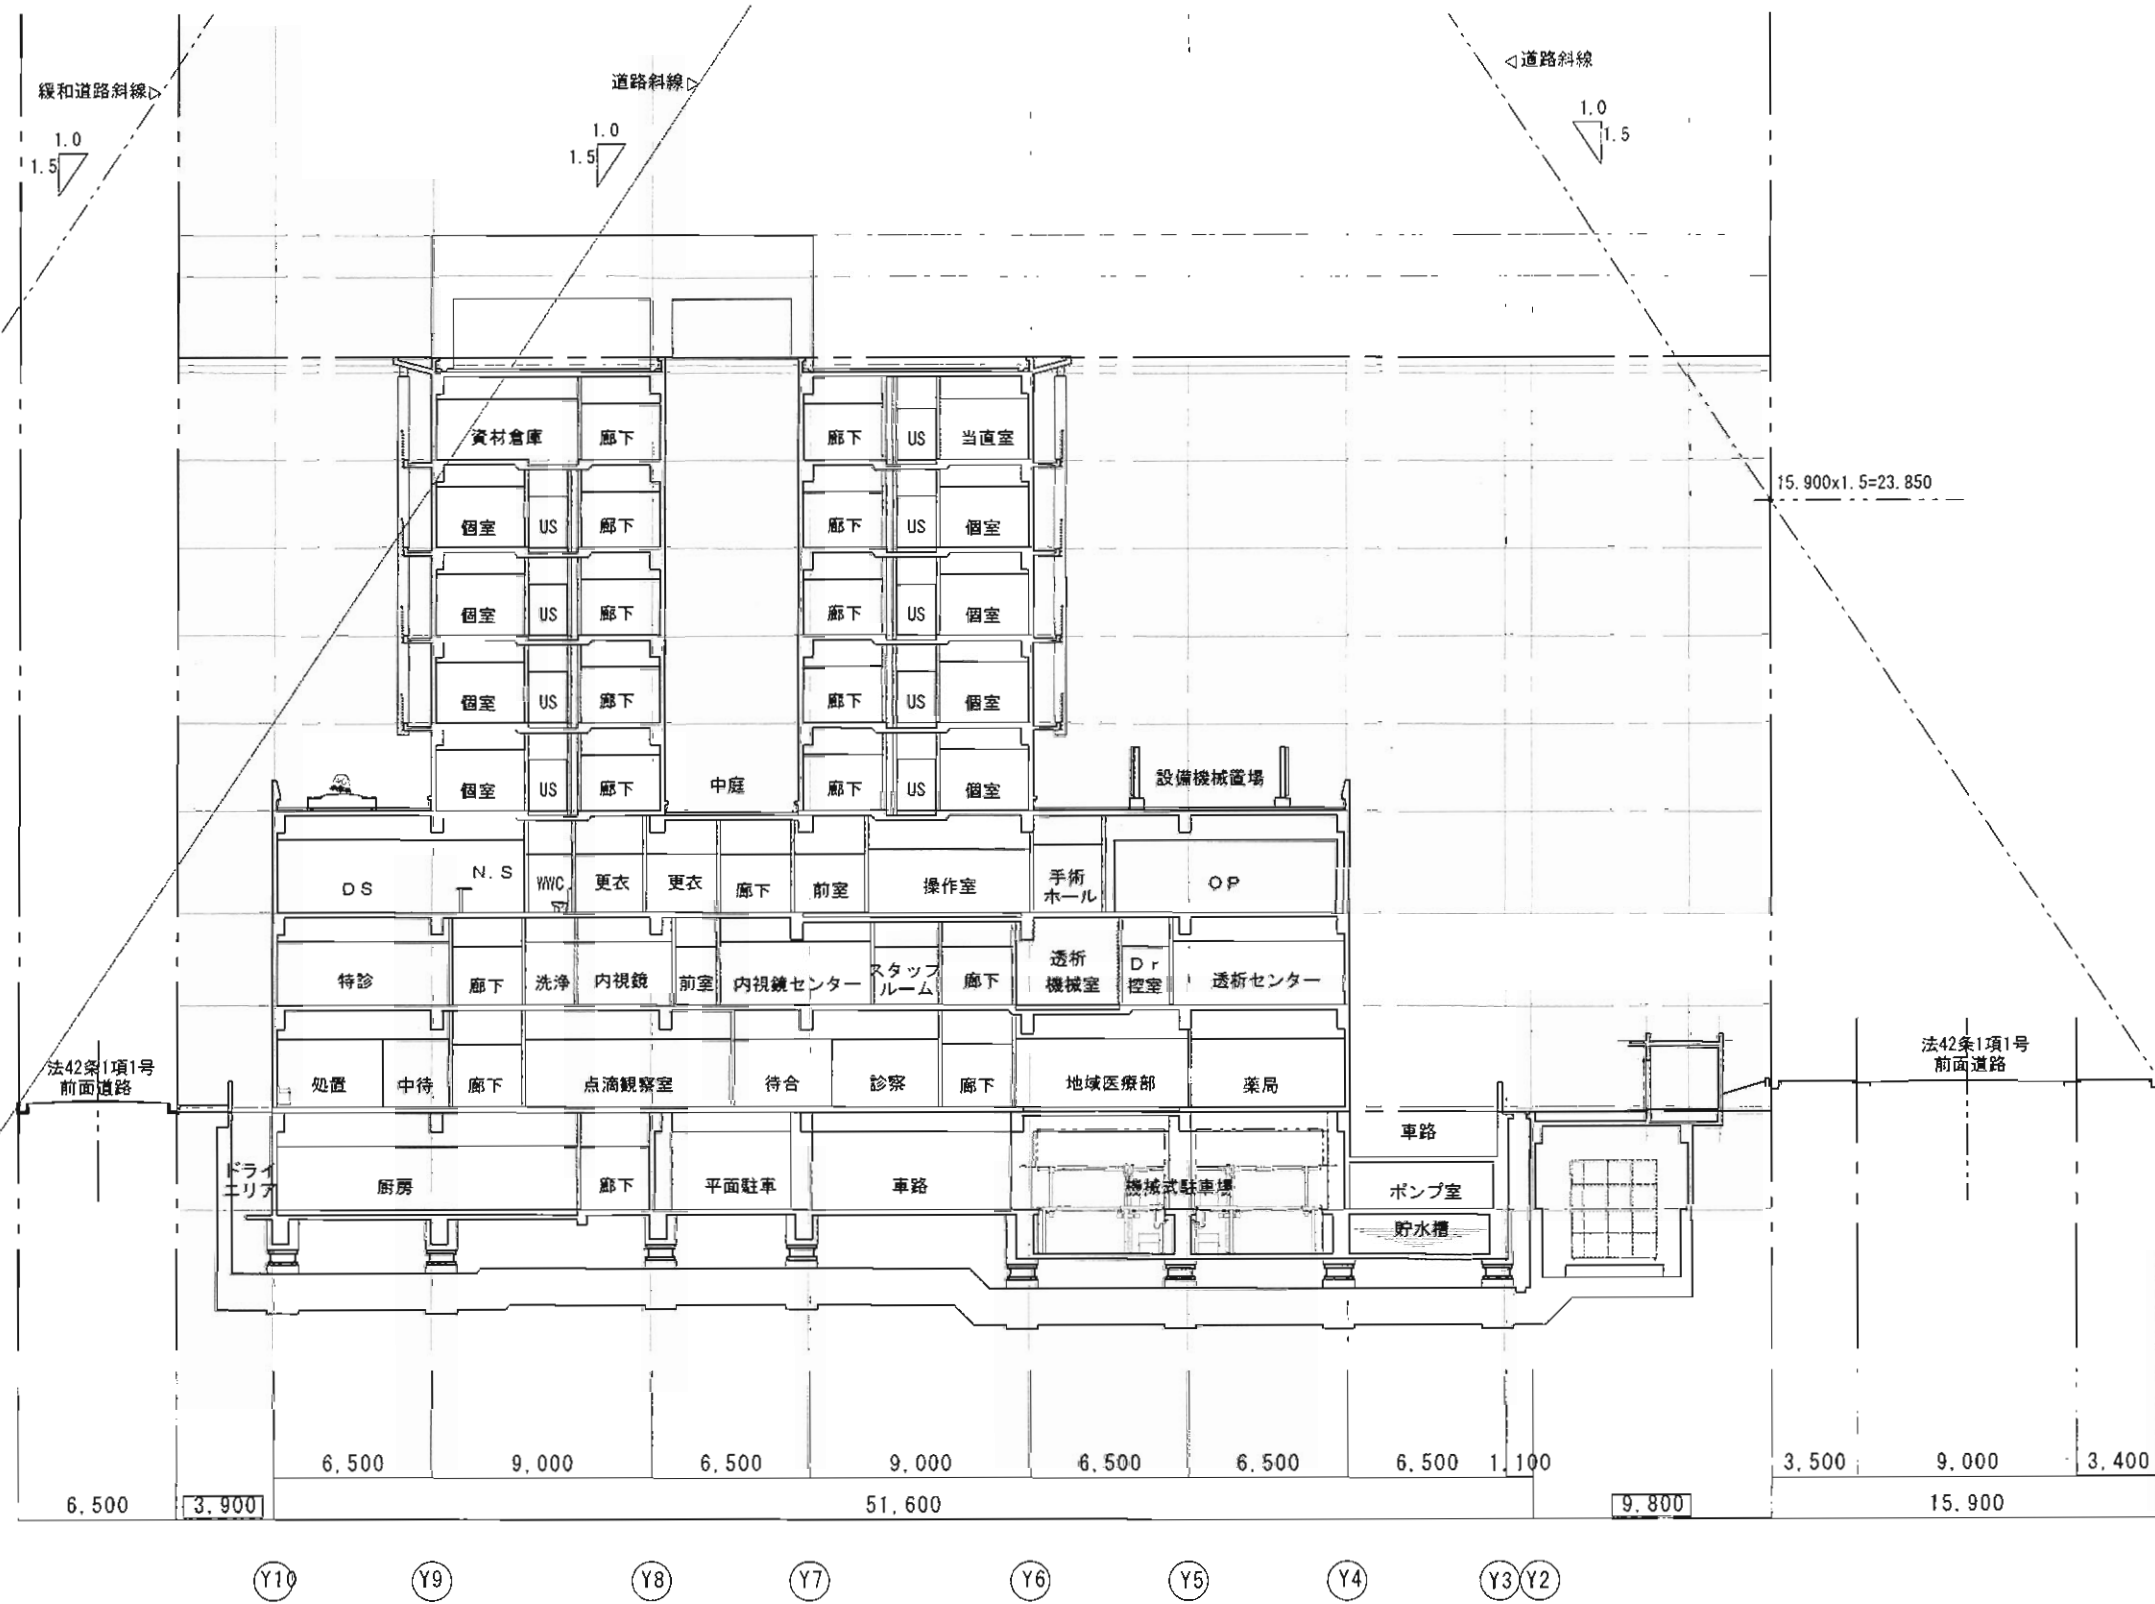 緩和道路斜線
道路斜線
道路斜線
1.0
1.5
1.0
1.5
1.0
1.5
15.900x1.5=23.850
資材倉庫 廊下 廊下 US 当直室
個室 US 廊下 廊下 US 個室
個室 US 廊下 廊下 US 個室
個室 US 廊下 廊下 US 個室
個室 US 廊下 中庭 廊下 US 個室 設備機械置場
DS N.S WWC 更衣 更衣 廊下 前室 操作室 手術
ホール OP
特診 廊下 洗浄 内視鏡 前室 内視鏡センター スタッフ
ルーム 廊下 透析
機械室 Dr
控室 透析センター
法42条1項1号
前面道路
処置 中待 廊下 点滴観察室 待合 診察 廊下 地域医療部 薬局
法42条1項1号
前面道路
ドライ
エリア 厨房 廊下 平面駐車 車路 機械式駐車場 車路
ポンプ室
貯水槽
6,500 9,000 6,500 9,000 6,500 6,500 6,500 1,100 3,500 9,000 3,400
6,500 3,900 51,600 9,800 15,900
Y10 Y9 Y8 Y7 Y6 Y5 Y4 Y3 Y2